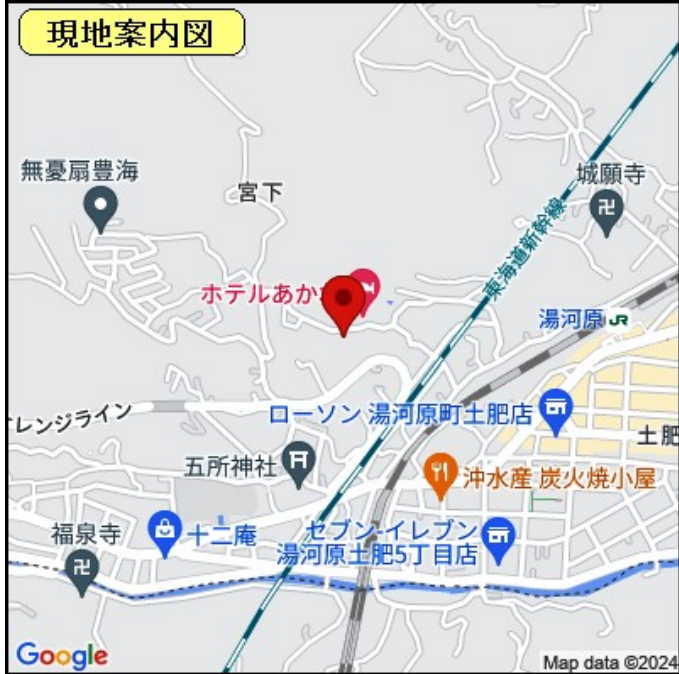 現地案内図
無憂扇豊海
宮下
城願寺
東海道新幹線
ホテルあか
湯河原 JR
レンジライン
ローソン 湯河原町土肥店
土肥
五所神社
沖水産 炭火焼小屋
福泉寺
十二庵
セブン-イレブン
湯河原土肥5丁目店
Google
Map data ©2024